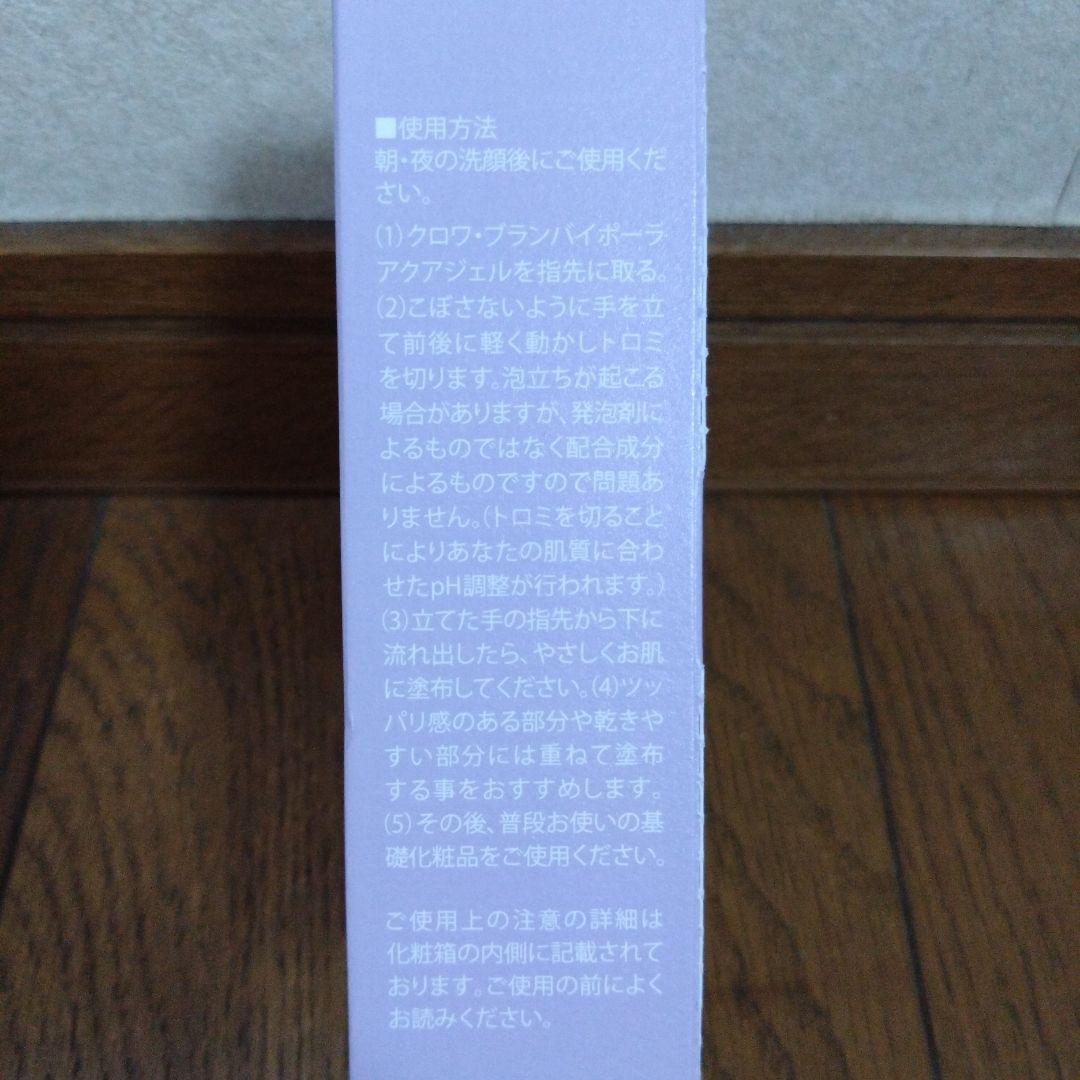 ■使用方法
朝・夜の洗顔後にご使用くだ
さい。
(1)クロワ・ブランバイポーラ
アクアジェルを指先に取る。
(2)こぼさないように手を立
て前後に軽く動かしトロミ
を切ります。泡立ちが起こる
場合がありますが、発泡剤に
よるものではなく配合成分
によるものですので問題あ
りません。(トロミを切ること
によりあなたの肌質に合わ
せたpH調整が行われます。)
(3)立てた手の指先から下に
流れ出したら、やさしくお肌
に塗布してください。(4)ツッ
パリ感のある部分や乾きや
すい部分には重ねて塗布
する事をおすすめします。
(5)その後、普段お使いの基
礎化粧品をご使用ください。
ご使用上の注意の詳細は
化粧箱の内側に記載されて
おります。ご使用の前によく
お読みください。